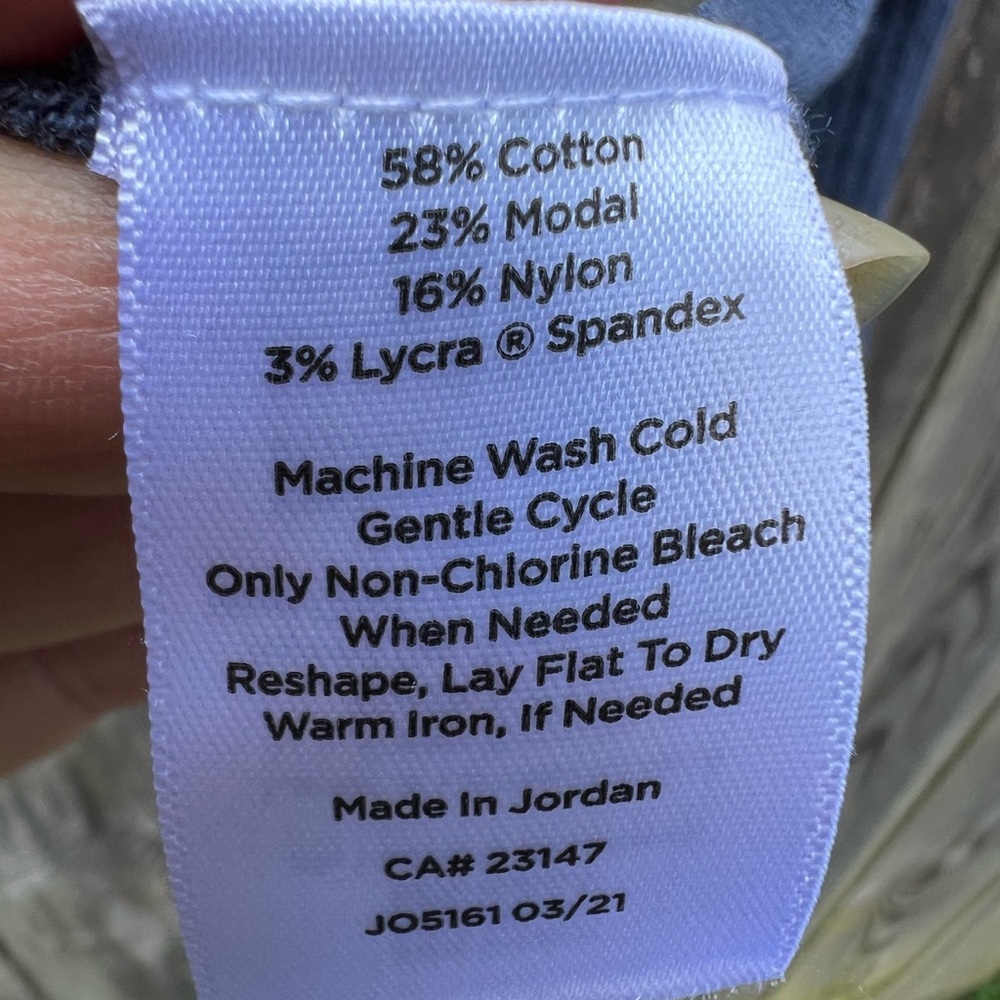 58% Cotton
23% Modal
16% Nylon
3% Lycra ® Spandex
Machine Wash Cold
Gentle Cycle
Only Non-Chlorine Bleach
When Needed
Reshape, Lay Flat To Dry
Warm Iron, If Needed
Made In Jordan
CA# 23147
JO5161 03/21